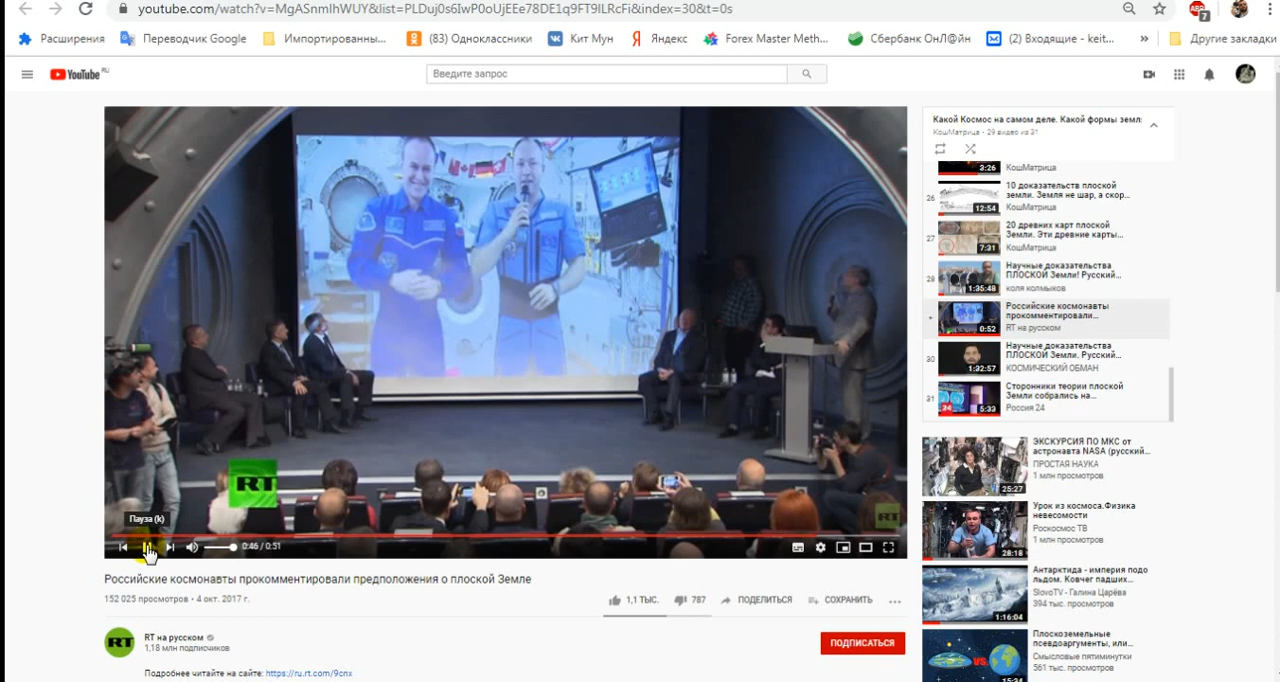 youtube.com/watch?v=MgASnmIhWUY&list=PLDuj0s6IwP0oUjEEe78DE1q9FT9ILRcFi&index=30&t=0s
ABP
7
Расширения
Переводчик Google
Импортированны...
(83) Одноклассники
Кит Мун
Яндекс
Forex Master Meth...
Сбербанк ОнЛ@йн
(2) Входящие - keit...
»
Другие закладки
YouTube RU
Введите запрос
Какой Космос на самом деле. Какой формы земл
КошМатрица - 29 видео из 31
3:26
КошМатрица
26
12:54
10 доказательств плоской
земли. Земля не шар, а скор...
КошМатрица
27
7:31
20 древних карт плоской
Земли. Эти древние карты...
КошМатрица
28
1:35:48
Научные доказательства
ПЛОСКОЙ Земли! Русский...
коля колмыков
0:52
Российские космонавты
прокомментировали...
RT на русском
30
1:32:57
Научные доказательства
ПЛОСКОЙ Земли. Русский...
КОСМИЧЕСКИЙ ОБМАН
31
24
5:33
Сторонники теории плоской
Земли собрались на...
Россия 24
RT
RT
Пауза (k)
0:46 / 0:51
Российские космонавты прокомментировали предположения о плоской Земле
152 025 просмотров • 4 окт. 2017 г.
1,1 ТЫС.
787
ПОДЕЛИТЬСЯ
СОХРАНИТЬ
...
RT
RT на русском
1,18 млн подписчиков
ПОДПИСАТЬСЯ
Подробнее читайте на сайте: https://ru.rt.com/9cnx
25:27
ЭКСКУРСИЯ ПО МКС от
астронавта NASA (русский...
ПРОСТАЯ НАУКА
1 млн просмотров
28:18
Урок из космоса.Физика
невесомости
Роскосмос ТВ
1 млн просмотров
1:16:04
Антарктида - империя подо
льдом. Ковчег падших...
SlovoTV - Галина Царёва
394 тыс. просмотров
VS.
15:34
Плоскоземельные
псевдоаргументы, или...
Смысловые пятиминутки
561 тыс. просмотров